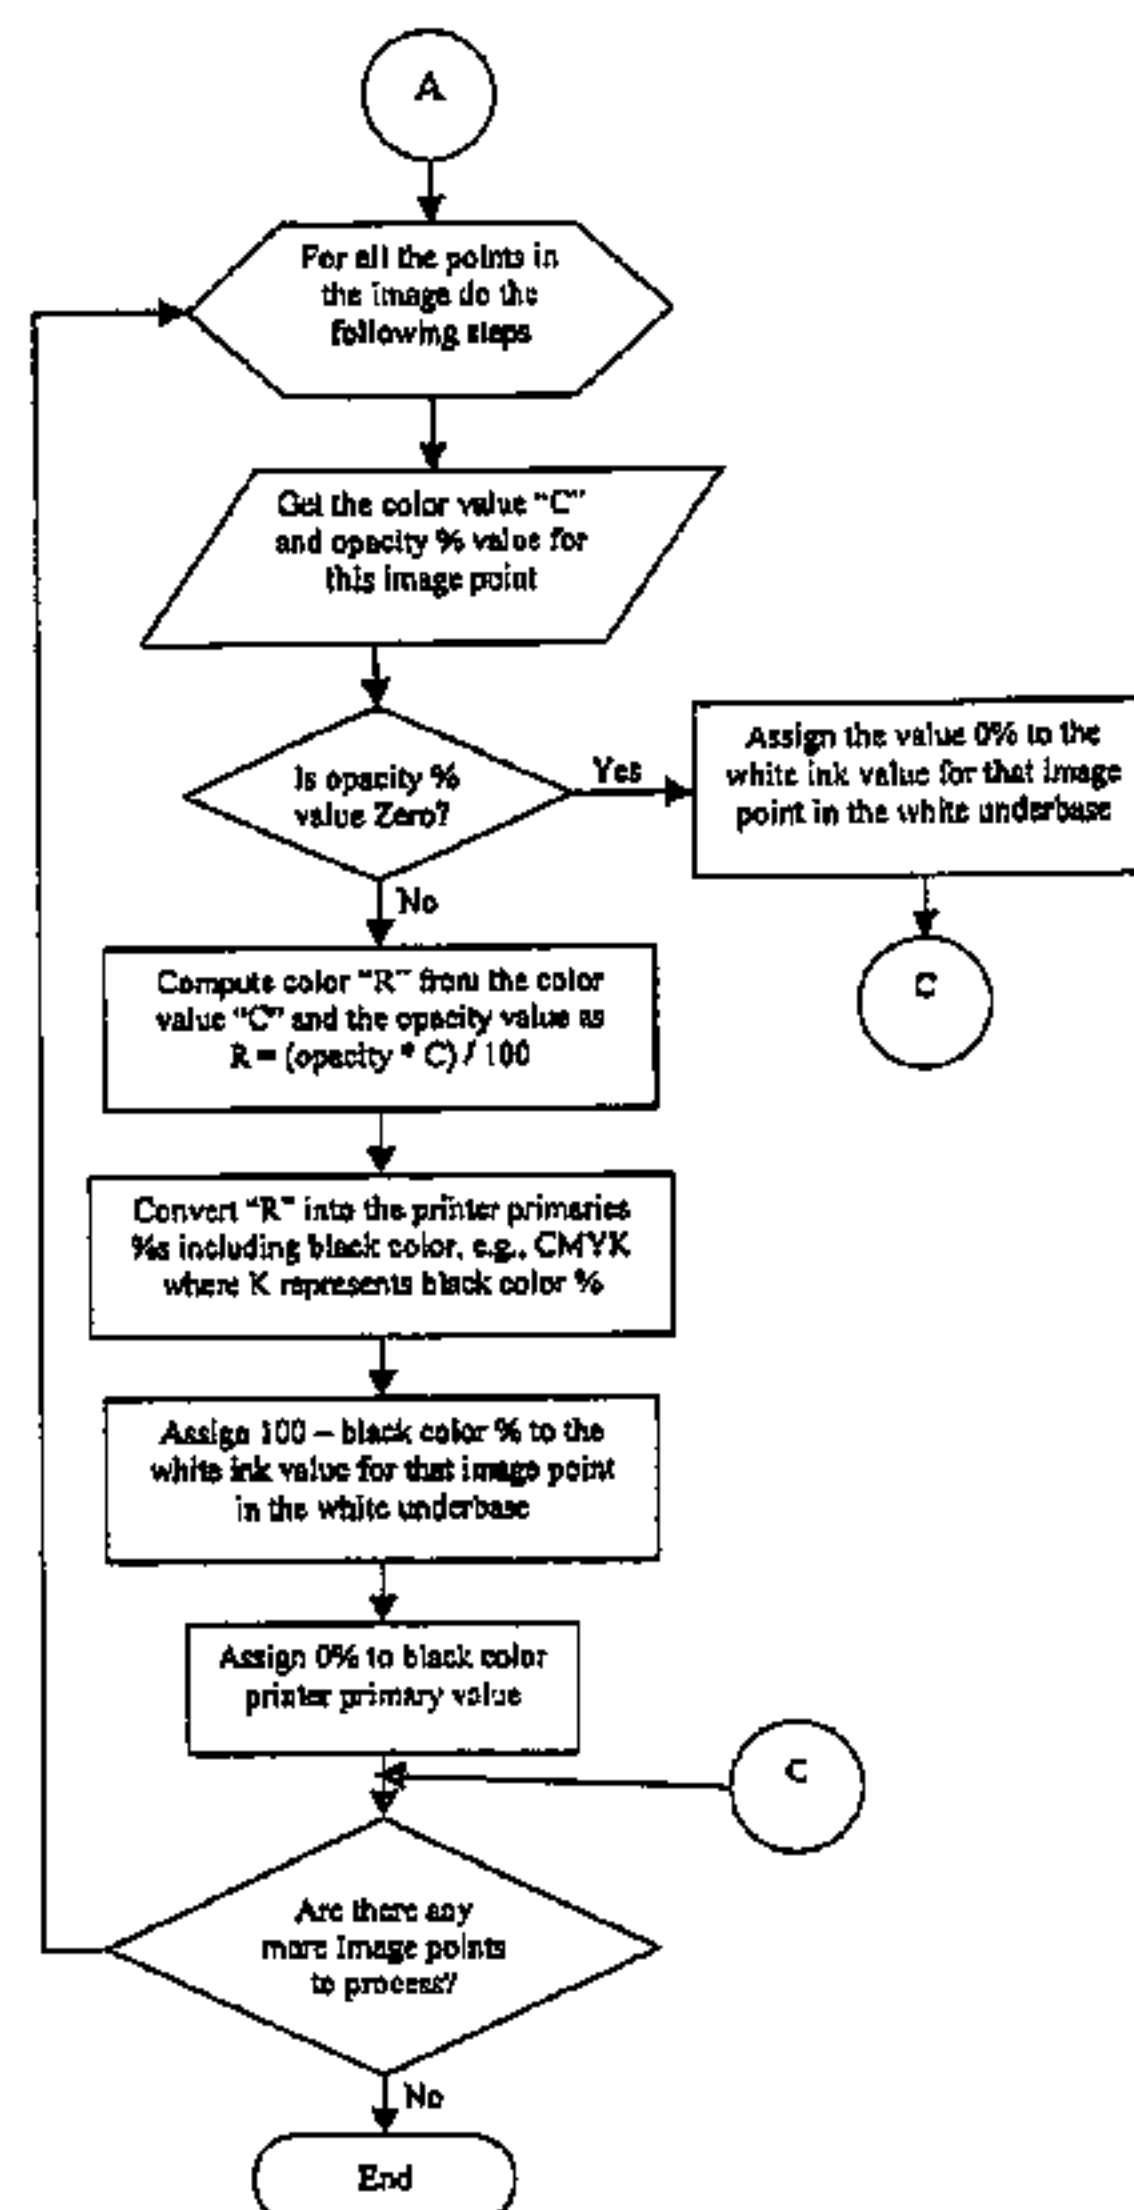 A
For all the points in
the image do the
following steps
Get the color value “C”
and opacity % value for
this image point
Is opacity %
value Zero?
Yes
Assign the value 0% to the
white ink value for that image
point in the white underbase
C
No
Compute color “R” from the color
value “C” and the opacity value as
R = (opacity * C) / 100
Convert “R” into the printer primaries
%s including black color, e.g., CMYK
where K represents black color %
Assign 100 – black color % to the
white ink value for that image point
in the white underbase
Assign 0% to black color
printer primary value
C
Are there any
more Image points
to process?
No
End